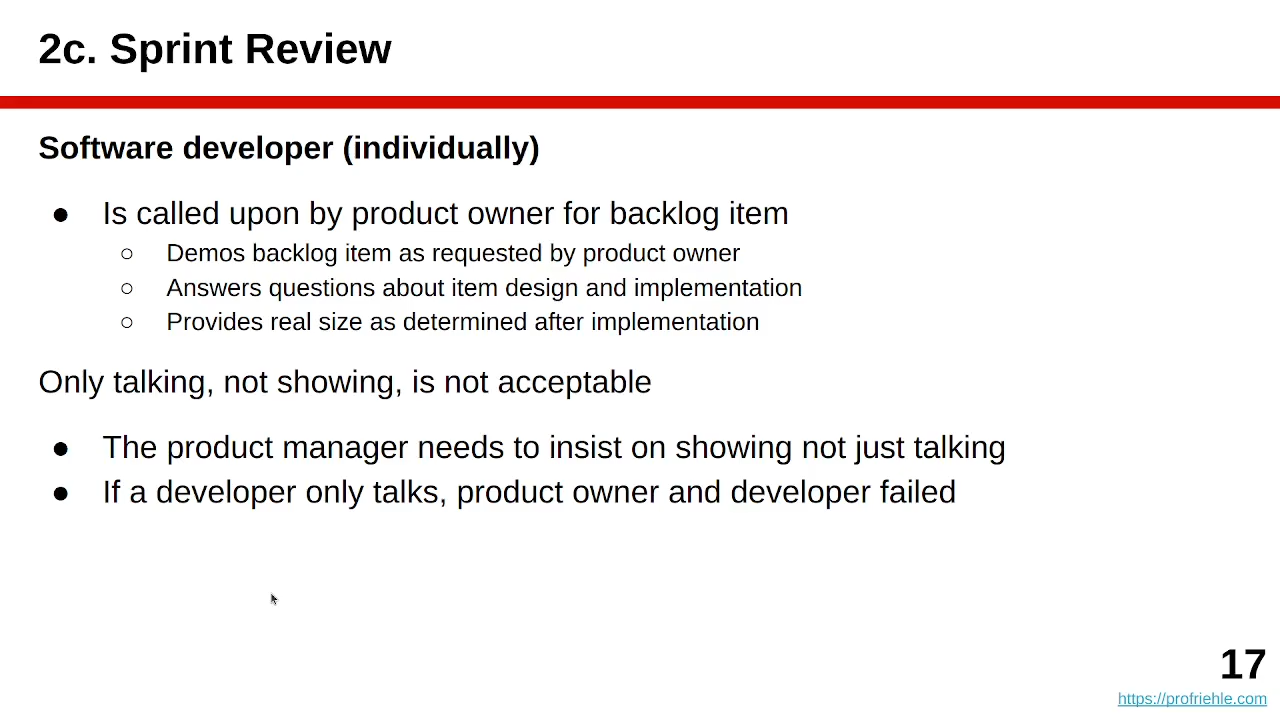 2c. Sprint Review
Software developer (individually)
● Is called upon by product owner for backlog item
○ Demos backlog item as requested by product owner
○ Answers questions about item design and implementation
○ Provides real size as determined after implementation
Only talking, not showing, is not acceptable
● The product manager needs to insist on showing not just talking
● If a developer only talks, product owner and developer failed
17
https://profriehle.com